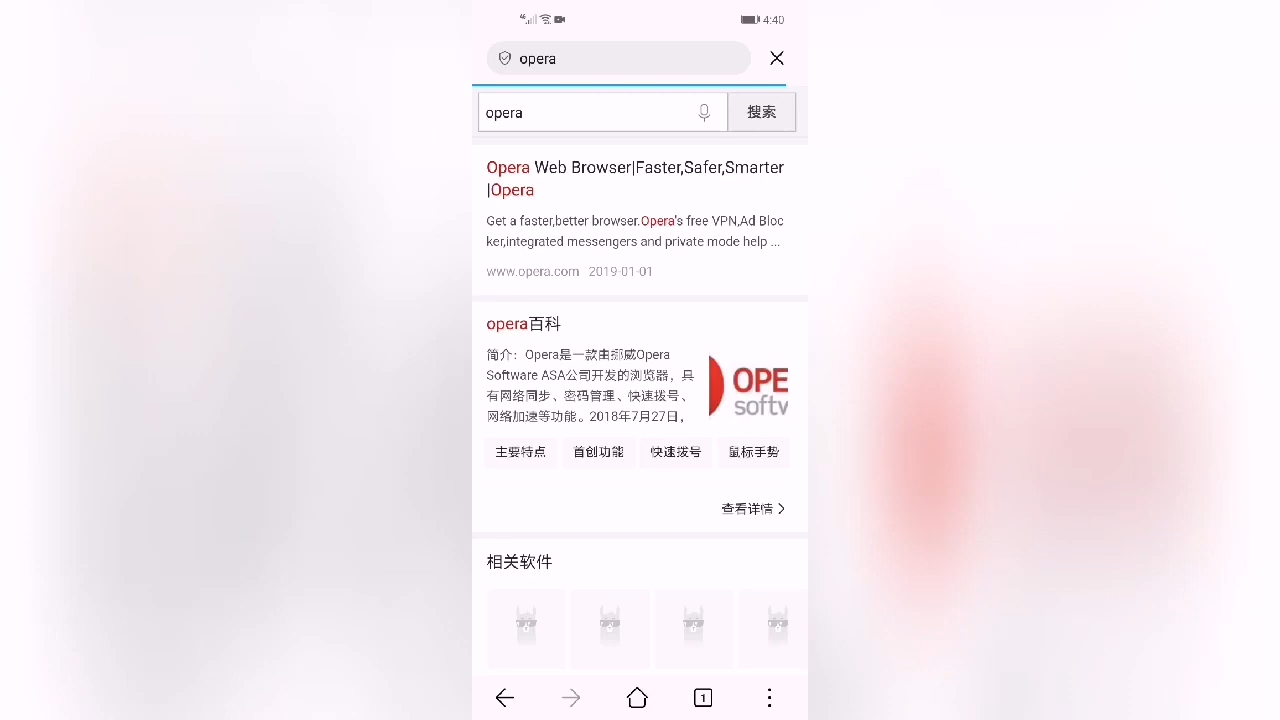 4G 4:40
opera
opera
搜索
Opera Web Browser|Faster,Safer,Smarter
|Opera
Get a faster,better browser.Opera's free VPN,Ad Bloc
ker,integrated messengers and private mode help ...
www.opera.com 2019-01-01
opera百科
简介：Opera是一款由挪威Opera
Software ASA公司开发的浏览器，具
有网络同步、密码管理、快速拨号、
网络加速等功能。2018年7月27日，
OPE
softw
主要特点 首创功能 快速拨号 鼠标手势
查看详情
相关软件
1